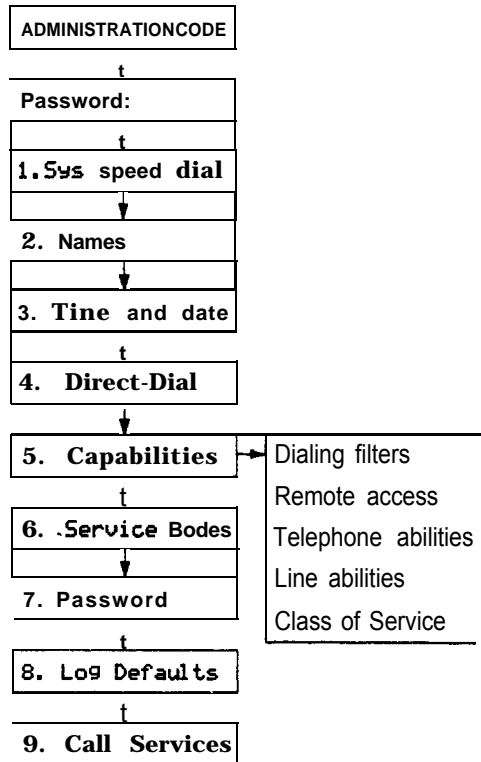 ADMINISTRATIONCODE
t
Password:
t
1.Sys speed dial
2. Names
3. Tine and date
t
4. Direct-Dial
5. Capabilities
Dialing filters
Remote access
Telephone abilities
Line abilities
Class of Service
t
6. .Service Bodes
7. Password
t
8. Log Defaults
t
9. Call Services